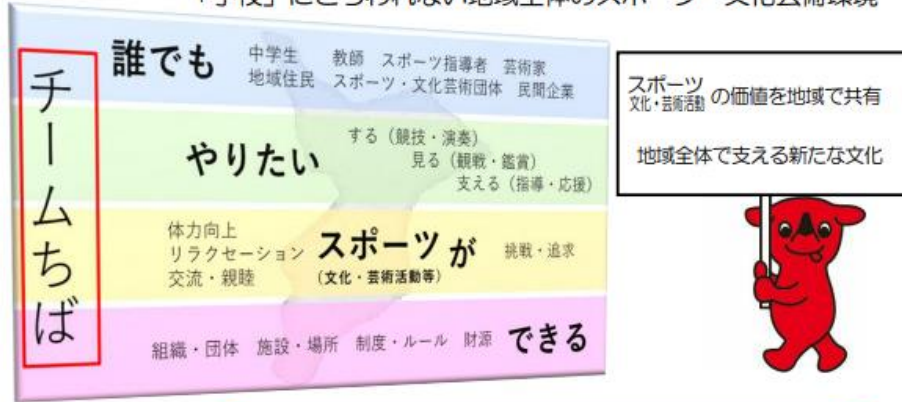 「学校」にとらわれない地域全体のスポーツ・文化芸術環境
チームちば
誰でも
中学生 教師 スポーツ指導者 芸術家
地域住民 スポーツ・文化芸術団体 民間企業
やりたい
する（競技・演奏）
見る（観戦・鑑賞）
支える（指導・応援）
体力向上
リラクセーション
交流・親睦
スポーツが
（文化・芸術活動等）
挑戦・追求
組織・団体 施設・場所 制度・ルール 財源 できる
スポーツ
文化・芸術活動 の価値を地域で共有
地域全体で支える新たな文化